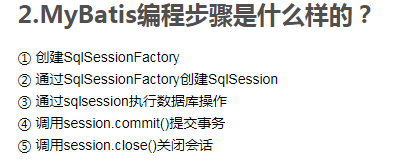 2.MyBatis编程步骤是什么样的？
① 创建SqlSessionFactory
② 通过SqlSessionFactory创建SqlSession
③ 通过sqlsession执行数据库操作
④ 调用session.commit()提交事务
⑤ 调用session.close()关闭会话